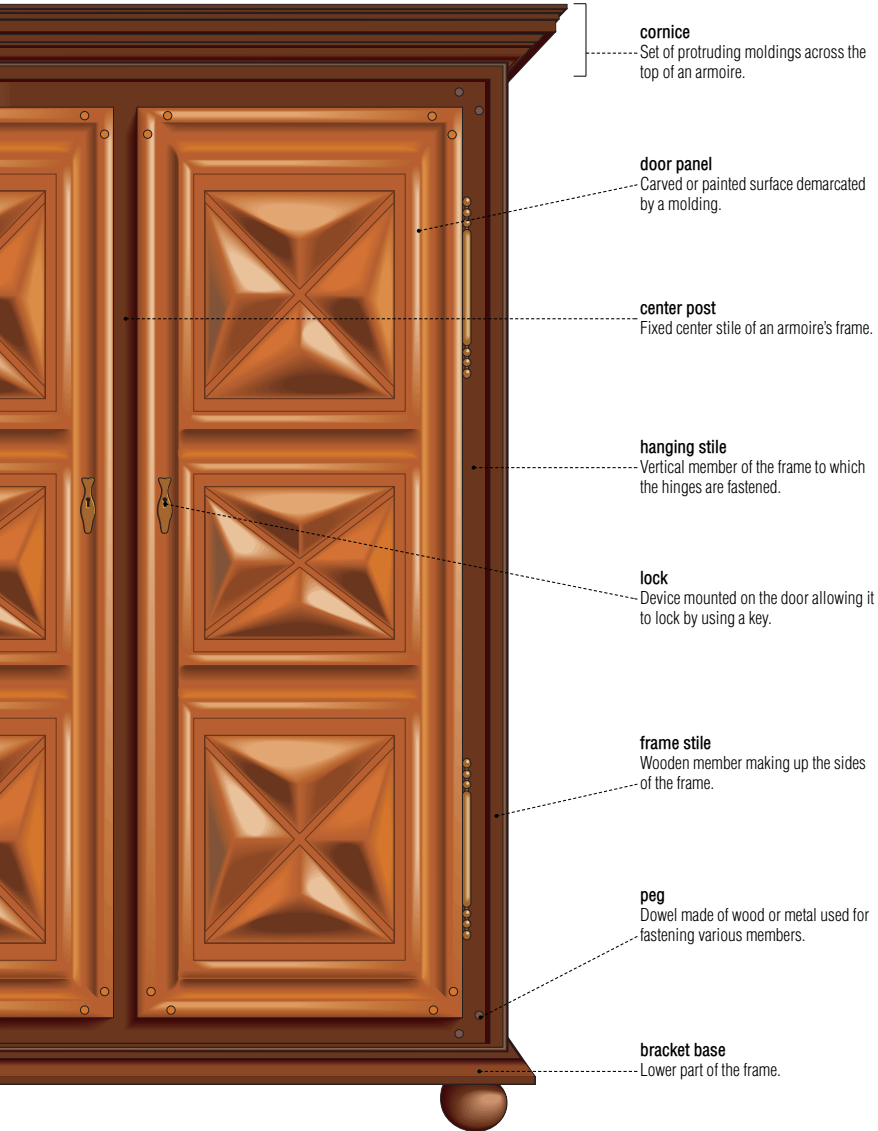 cornice
Set of protruding moldings across the
top of an armoire.
door panel
Carved or painted surface demarcated
by a molding.
center post
Fixed center stile of an armoire’s frame.
hanging stile
Vertical member of the frame to which
the hinges are fastened.
lock
Device mounted on the door allowing it
to lock by using a key.
frame stile
Wooden member making up the sides
of the frame.
peg
Dowel made of wood or metal used for
fastening various members.
bracket base
Lower part of the frame.